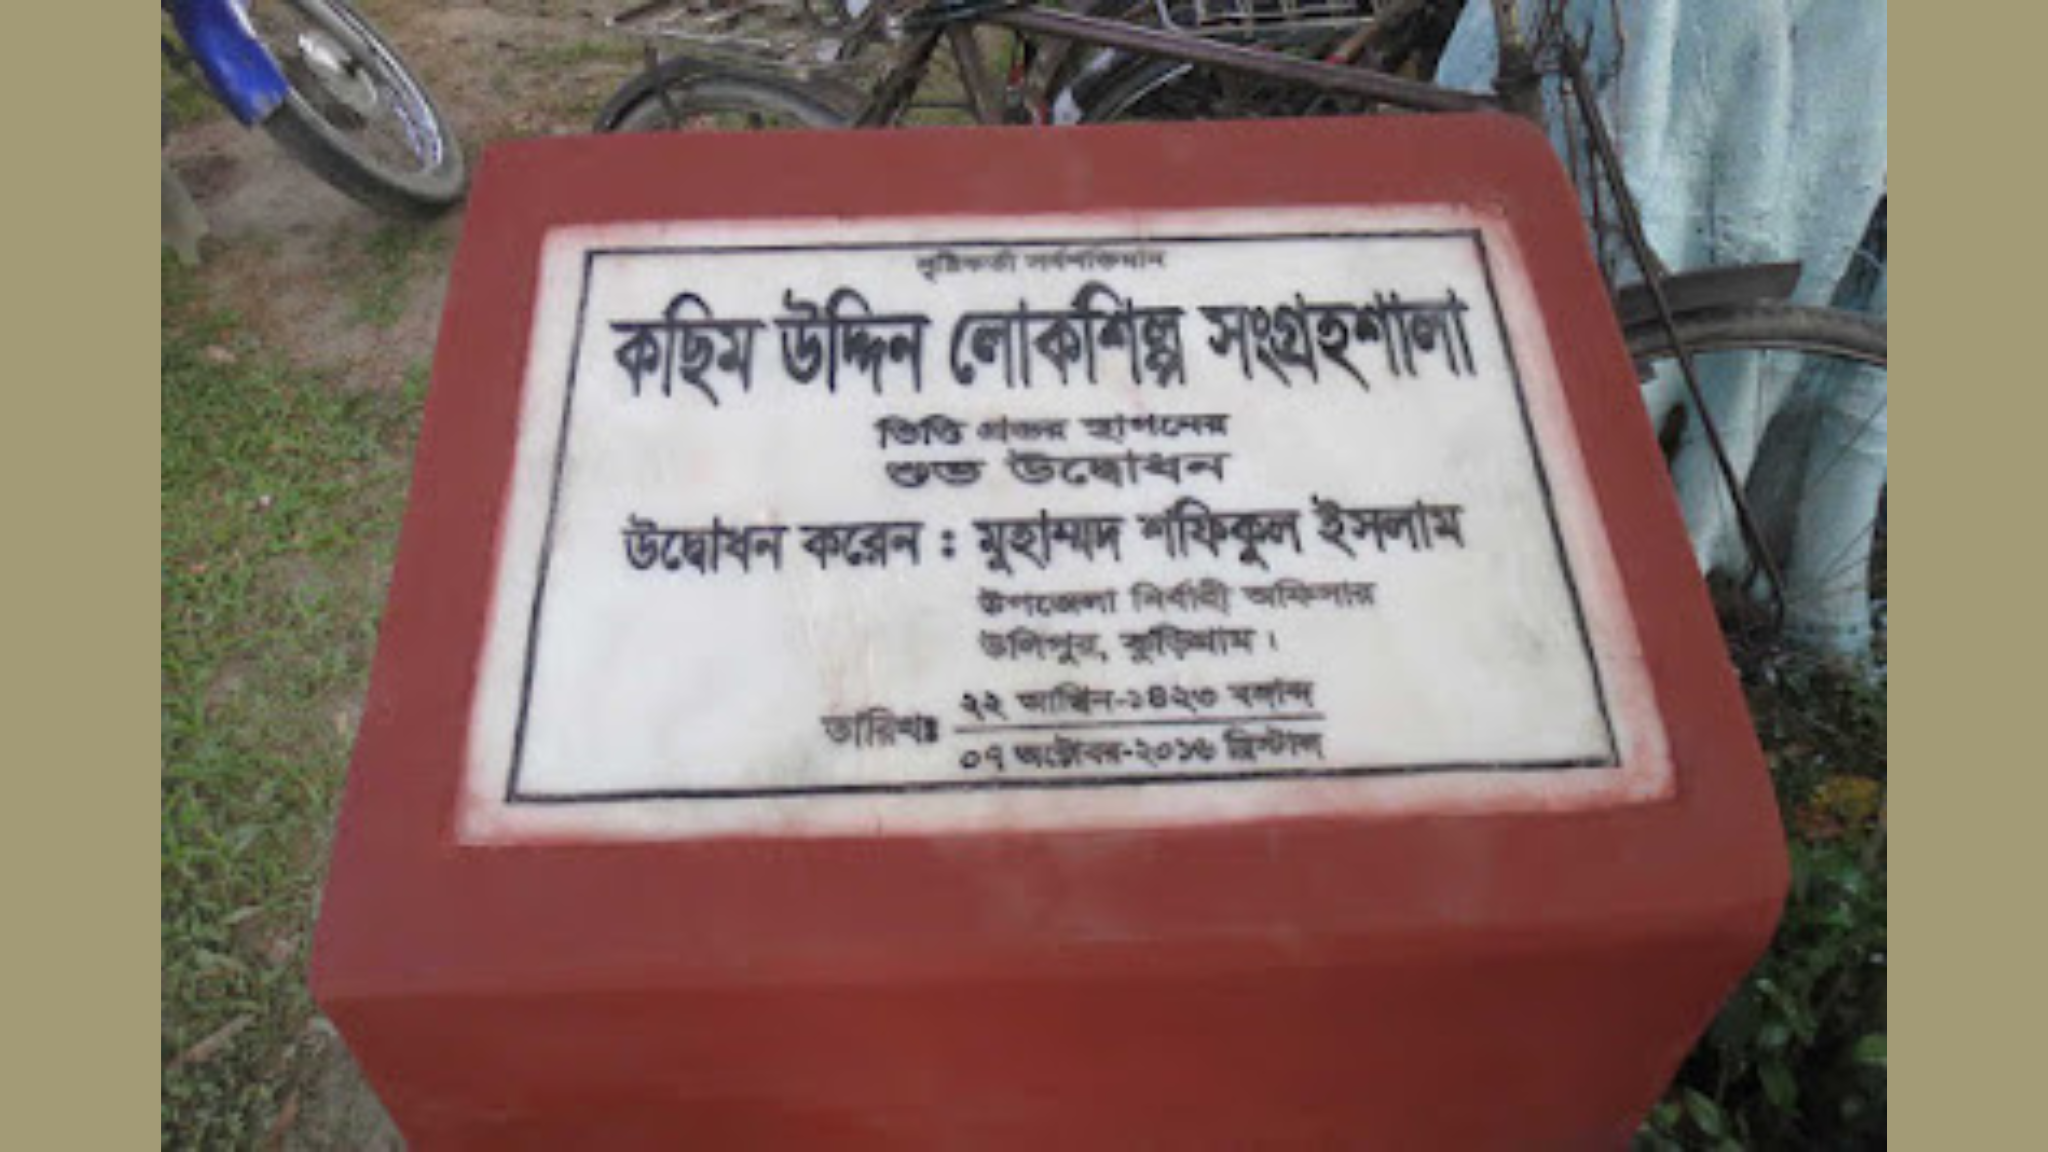 সৃষ্টিকর্তা সর্বশক্তিমান
কছিম উদ্দিন লোকশিল্প সংগ্রহশালা
ভিত্তি প্রস্তর স্থাপনের
শুভ উদ্বোধন
উদ্বোধন করেন : মুহাম্মদ শফিকুল ইসলাম
উপজেলা নির্বাহী অফিসার
উলিপুর, কুড়িগ্রাম।
তারিখঃ ২২ আশ্বিন-১৪২৩ বঙ্গাব্দ
০৭ অক্টোবর-২০১৬ খ্রিস্টাব্দ